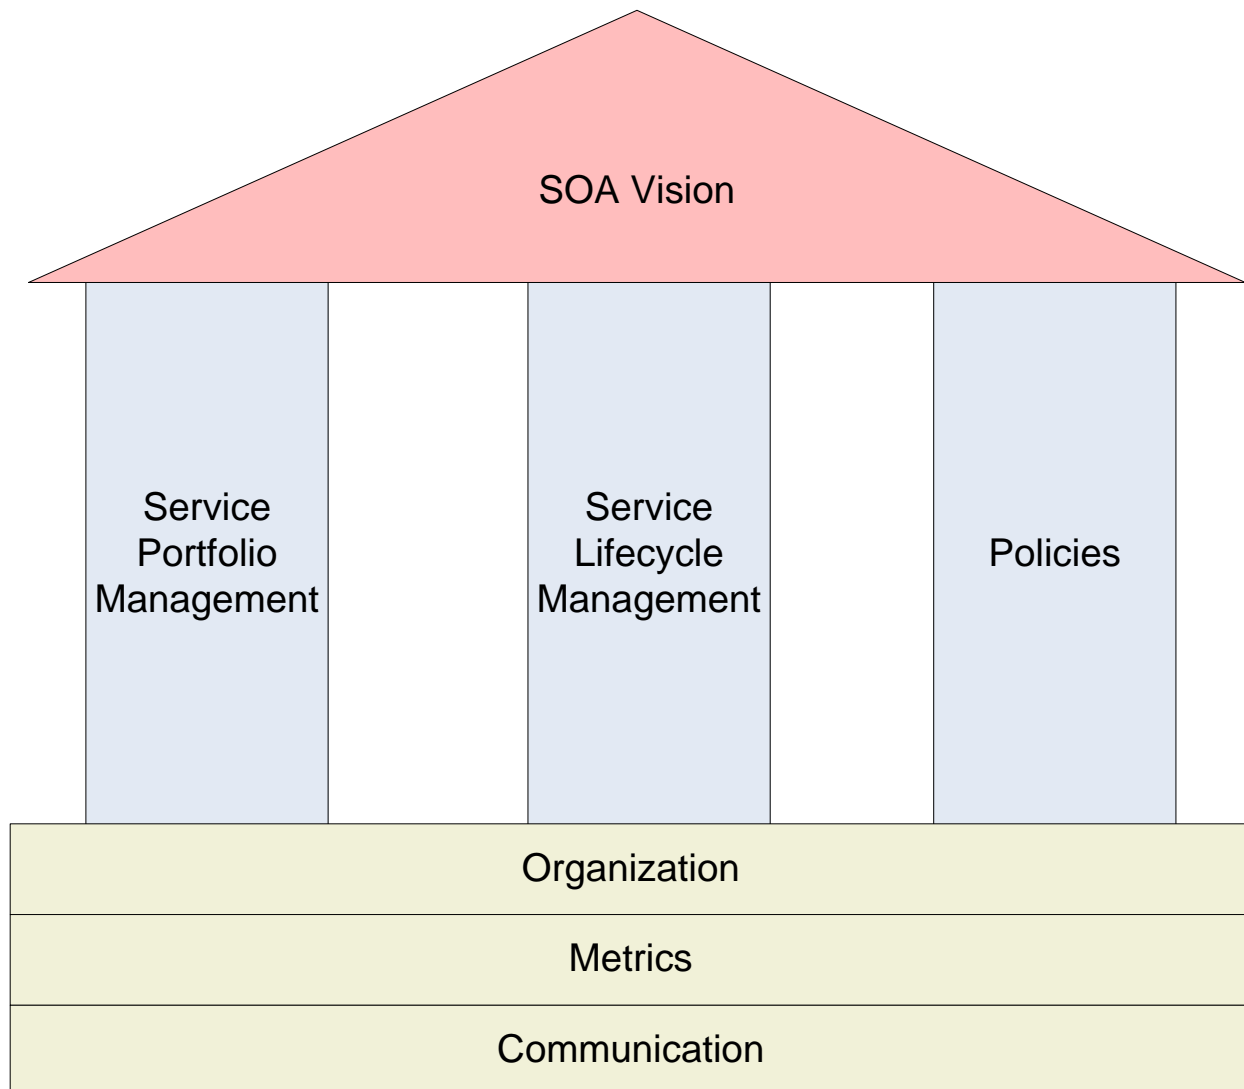 SOA Vision
Service
Portfolio
Management
Service
Lifecycle
Management
Policies
Organization
Metrics
Communication